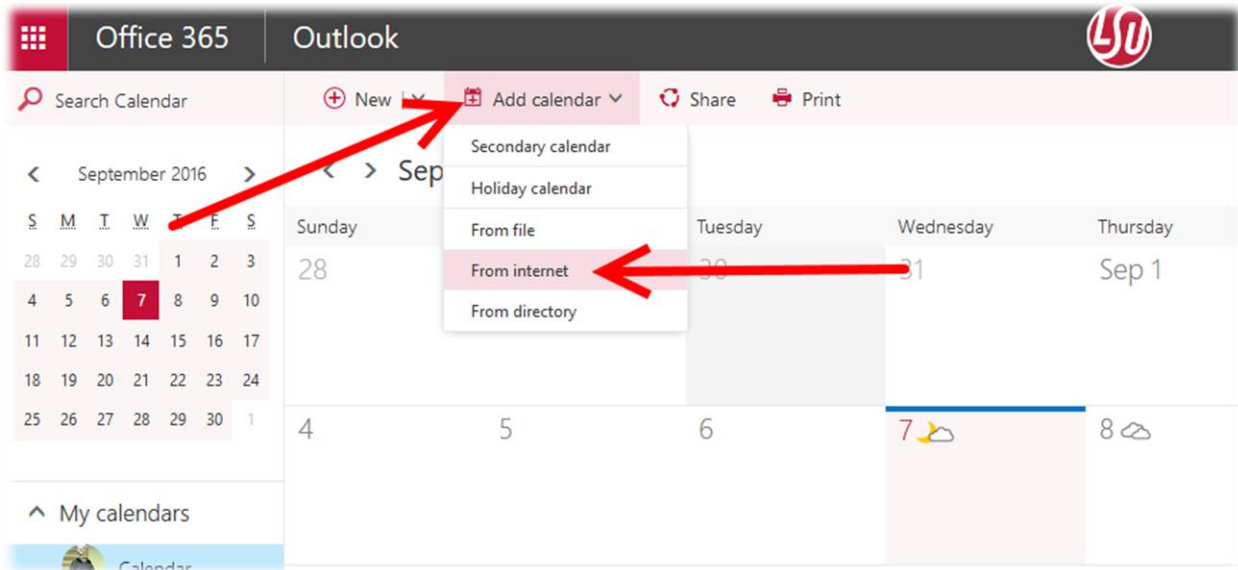 Office 365 Outlook LSU
Search Calendar New Add calendar Share Print
Secondary calendar
Holiday calendar
From file
From internet
From directory
September 2016
S M T W T F S
28 29 30 31 1 2 3
4 5 6 7 8 9 10
11 12 13 14 15 16 17
18 19 20 21 22 23 24
25 26 27 28 29 30 1
My calendars
Calendar
Sep
Sunday Tuesday Wednesday Thursday
28 30 31 Sep 1
4 5 6 7 8